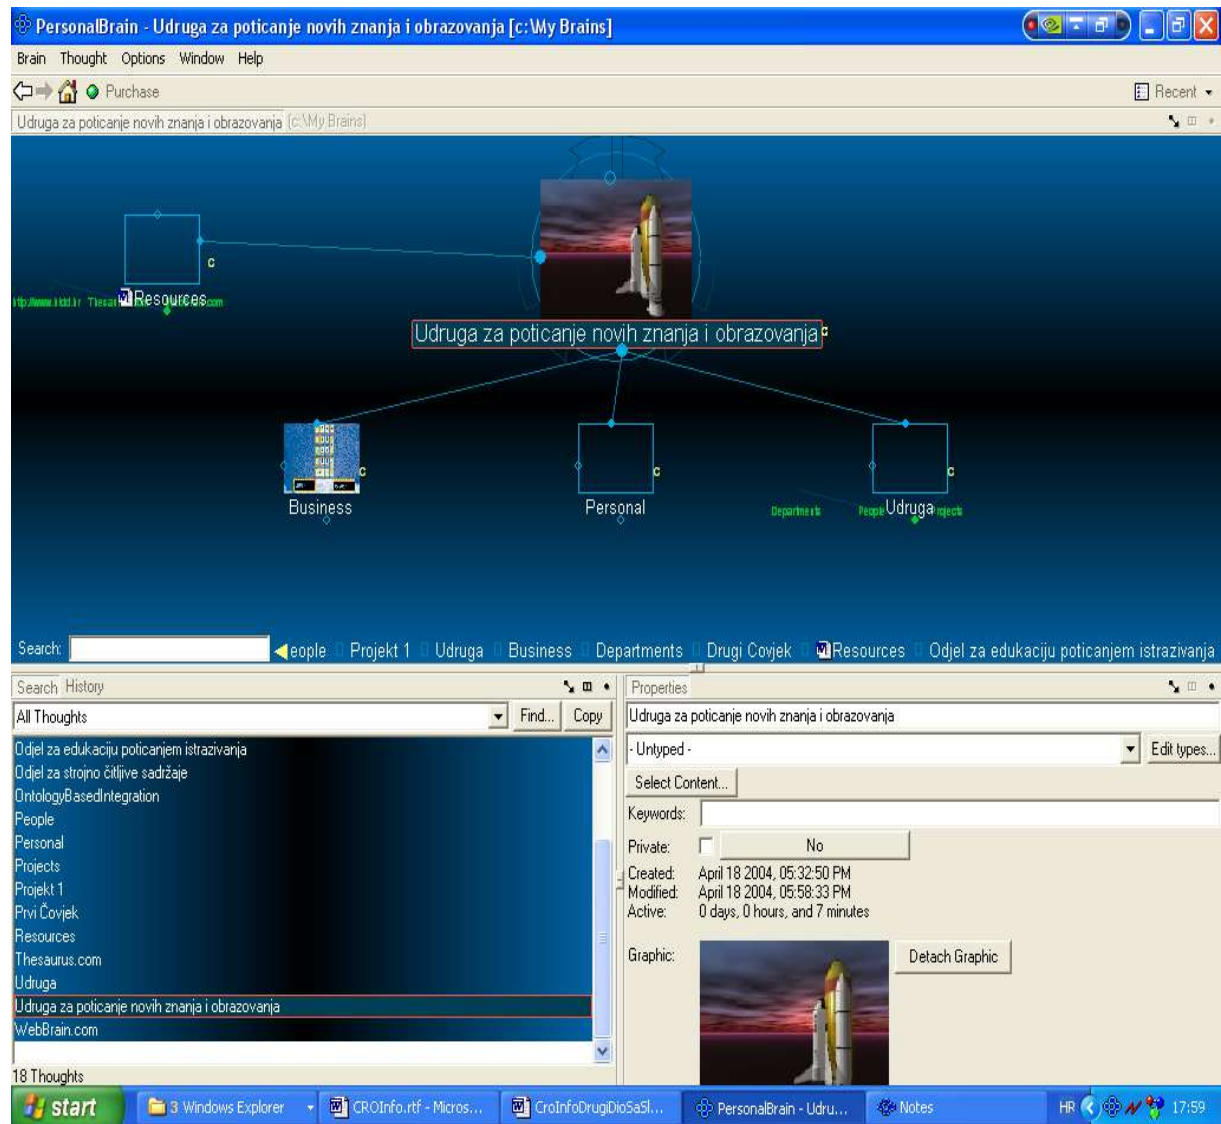 PersonalBrain - Udruga za poticanje novih znanja i obrazovanja [c:\My Brains]
Brain Thought Options Window Help
Purchase Recent
Udruga za poticanje novih znanja i obrazovanja (c:\My Brains)
C
Resources
Udruga za poticanje novih znanja i obrazovanja C
C C C
Business Personal Departments People Udruga
Search: eople Projekt 1 Udruga Business Departments Drugi Covjek Resources Odjel za edukaciju poticanjem istrazivanja
Search History
All Thoughts Find... Copy
Odjel za edukaciju poticanjem istrazivanja
Odjel za strojno čitljive sadržaje
OntologyBasedIntegration
People
Personal
Projects
Projekt 1
Prvi Čovjek
Resources
Thesaurus.com
Udruga
Udruga za poticanje novih znanja i obrazovanja
WebBrain.com
18 Thoughts
Properties
Udruga za poticanje novih znanja i obrazovanja
- Untyped - Edit types...
Select Content...
Keywords:
Private: No
Created: April 18 2004, 05:32:50 PM
Modified: April 18 2004, 05:58:33 PM
Active: 0 days, 0 hours, and 7 minutes
Graphic: Detach Graphic
start 3 Windows Explorer CROInfo.rtf - Micros... CroInfoDrugiDioSaSl... PersonalBrain - Udru... Notes HR 17:59